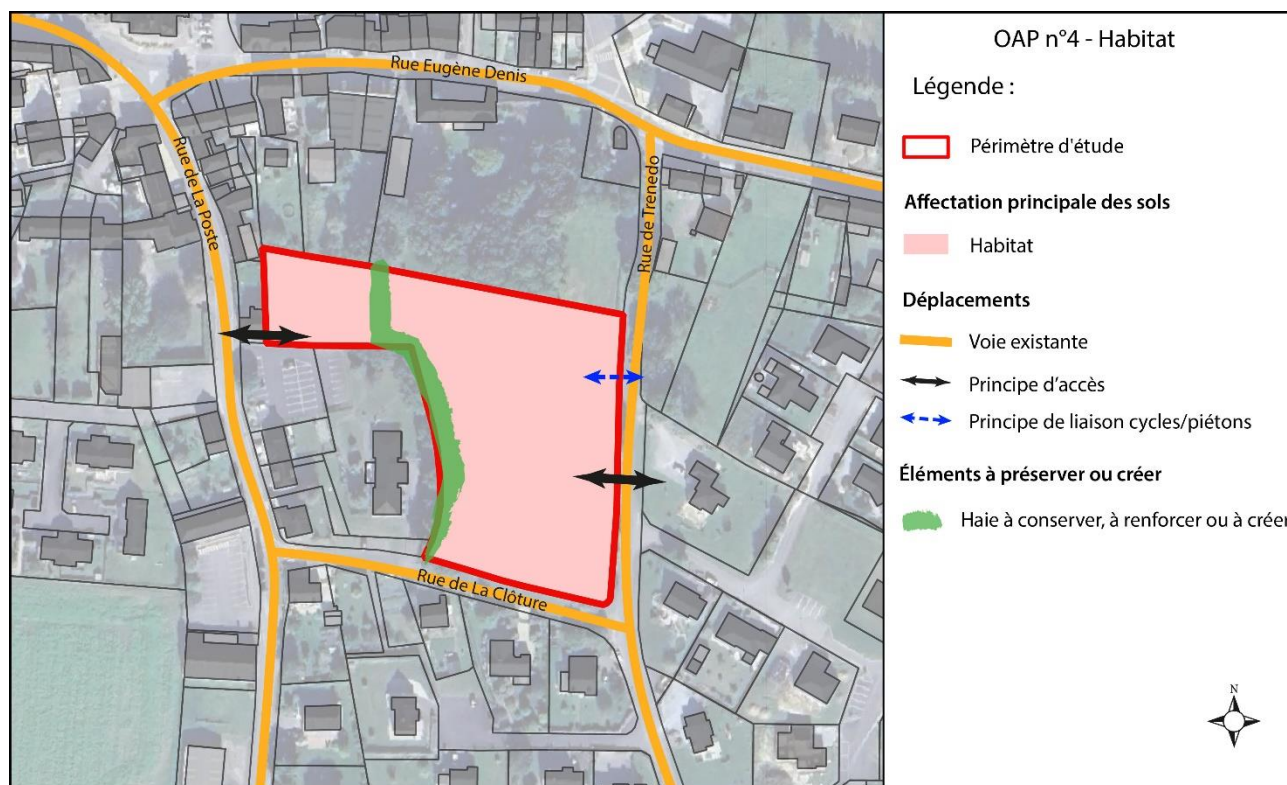 Rue Eugène Denis
Rue de La Poste
Rue de Trenedo
Rue de La Clôture
OAP n°4 - Habitat
Légende :
Périmètre d'étude
Affectation principale des sols
Habitat
Déplacements
Voie existante
Principe d'accès
Principe de liaison cycles/piétons
Éléments à préserver ou créer
Haie à conserver, à renforcer ou à créer
N